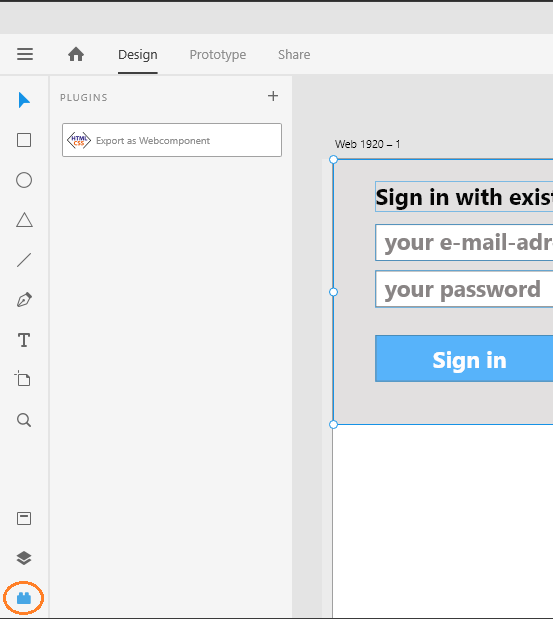 Design Prototype Share
PLUGINS
HTML
CSS
Export as Webcomponent
Web 1920 – 1
Sign in with exist
your e-mail-adr
your password
Sign in